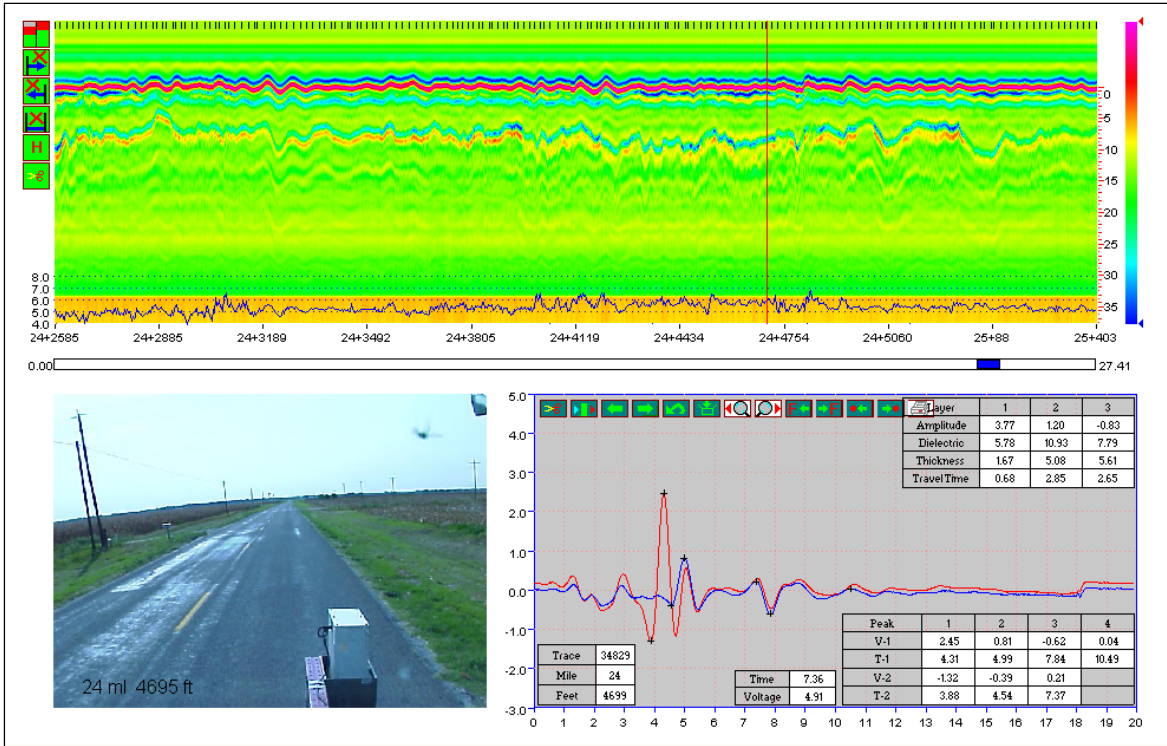 H
0
-5
-10
-15
-20
-25
-30
-35
8.0
7.0
6.0
5.0
4.0
24+2585 24+2885 24+3189 24+3492 24+3805 24+4119 24+4434 24+4754 24+5060 25+88 25+403
0.00 27.41
24 ml 4695 ft
5.0
4.0
3.0
2.0
1.0
0.0
-1.0
-2.0
-3.0
F F
Layer 1 2 3
Amplitude 3.77 1.20 -0.83
Dielectric 5.78 10.93 7.79
Thickness 1.67 5.08 5.61
Travel Time 0.68 2.85 2.65
Trace 34829
Mile 24
Feet 4699
Time 7.36
Voltage 4.91
Peak 1 2 3 4
V-1 2.45 0.81 -0.62 0.04
T-1 4.31 4.99 7.84 10.49
V-2 -1.32 -0.39 0.21
T-2 3.88 4.54 7.37
0 1 2 3 4 5 6 7 8 9 10 11 12 13 14 15 16 17 18 19 20